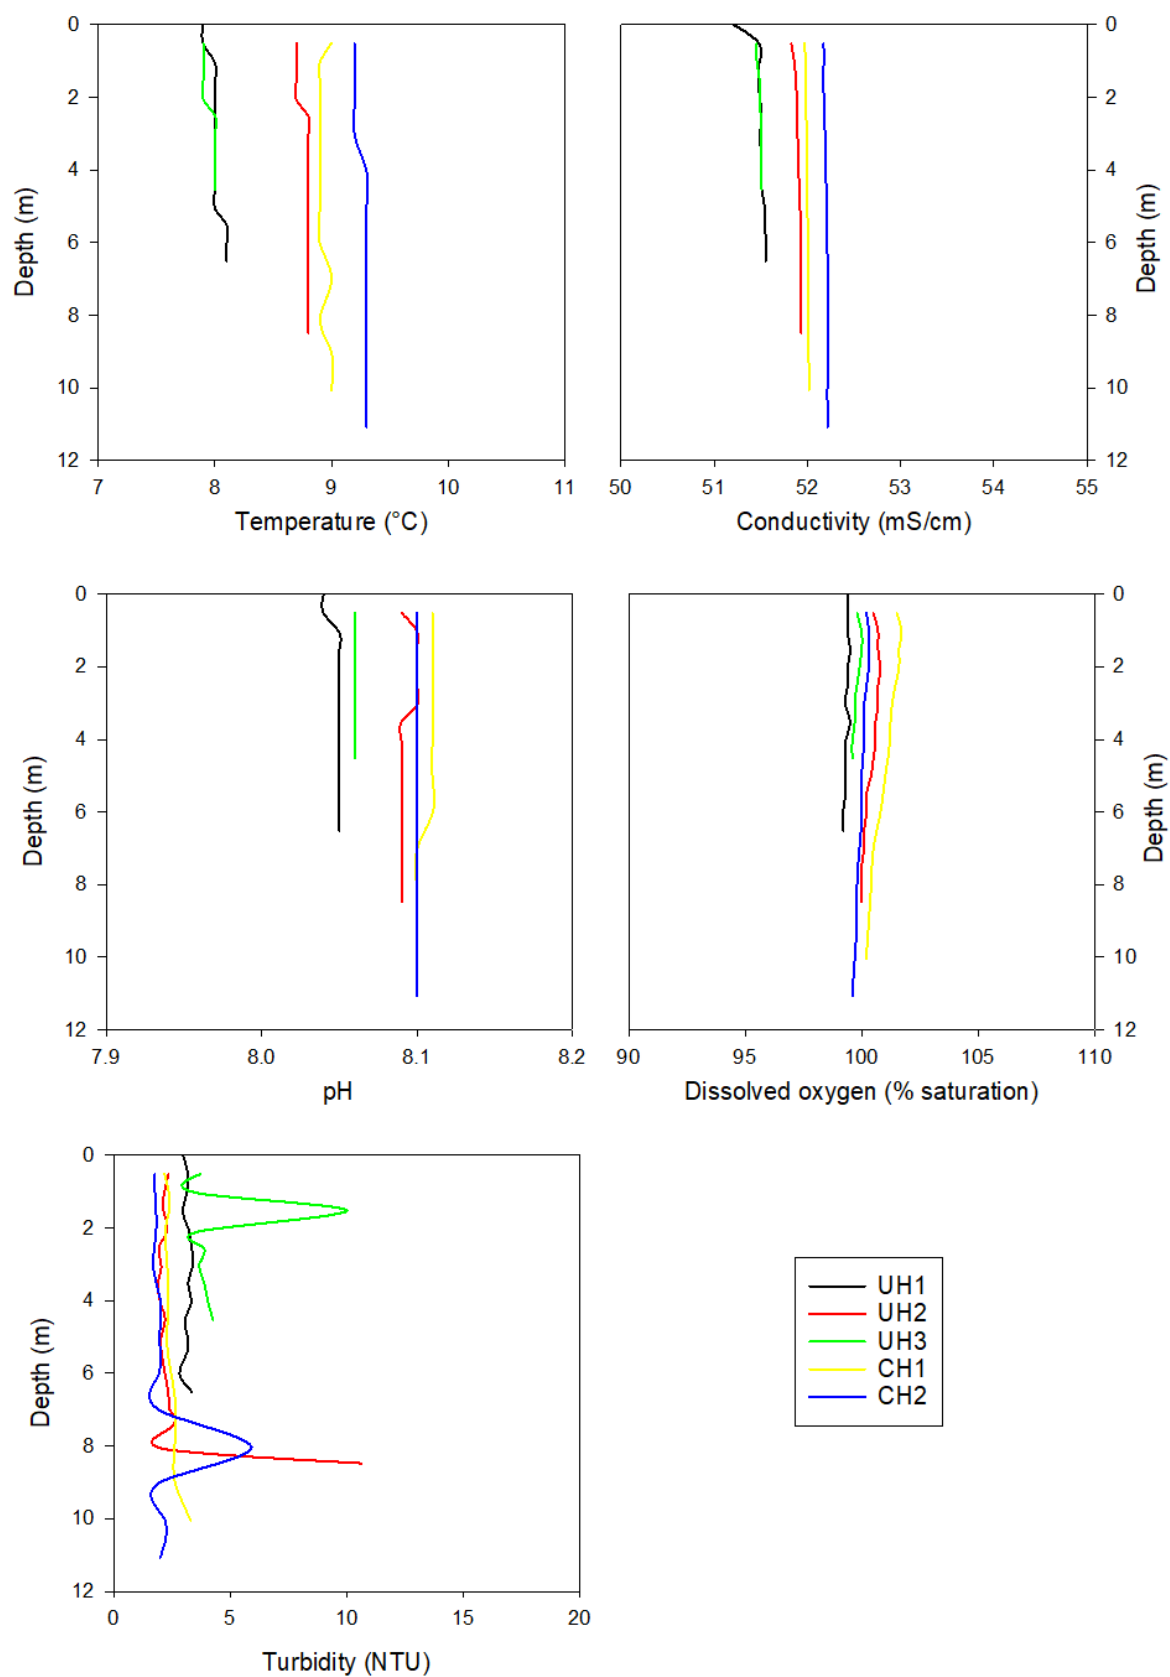 0
2
4
6
8
10
12
Depth (m)
7 8 9 10 11
Temperature (°C)
0
2
4
6
8
10
12
Depth (m)
50 51 52 53 54 55
Conductivity (mS/cm)
0
2
4
6
8
10
12
Depth (m)
7.9 8.0 8.1 8.2
pH
0
2
4
6
8
10
12
Depth (m)
90 95 100 105 110
Dissolved oxygen (% saturation)
0
2
4
6
8
10
12
Depth (m)
0 5 10 15 20
Turbidity (NTU)
UH1
UH2
UH3
CH1
CH2